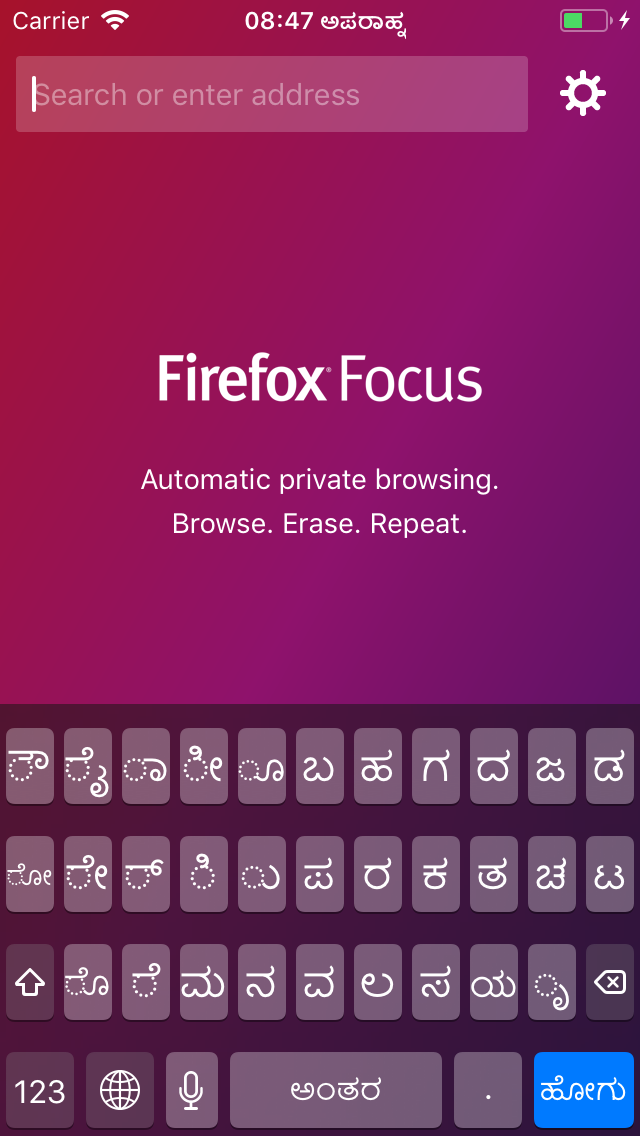 Carrier 08:47 ಅಪರಾಹ್ನ
Search or enter address
Firefox® Focus
Automatic private browsing.
Browse. Erase. Repeat.
ೌ ೈ ಾ ೀ ೂ ಬ ಹ ಗ ದ ಜ ಡ
ೋ ೇ ್ ಿ ು ಪ ರ ಕ ತ ಚ ಟ
ೊ ೆ ಮ ನ ವ ಲ ಸ ಯ ೃ
123 ಅಂತರ . ಹೋಗು